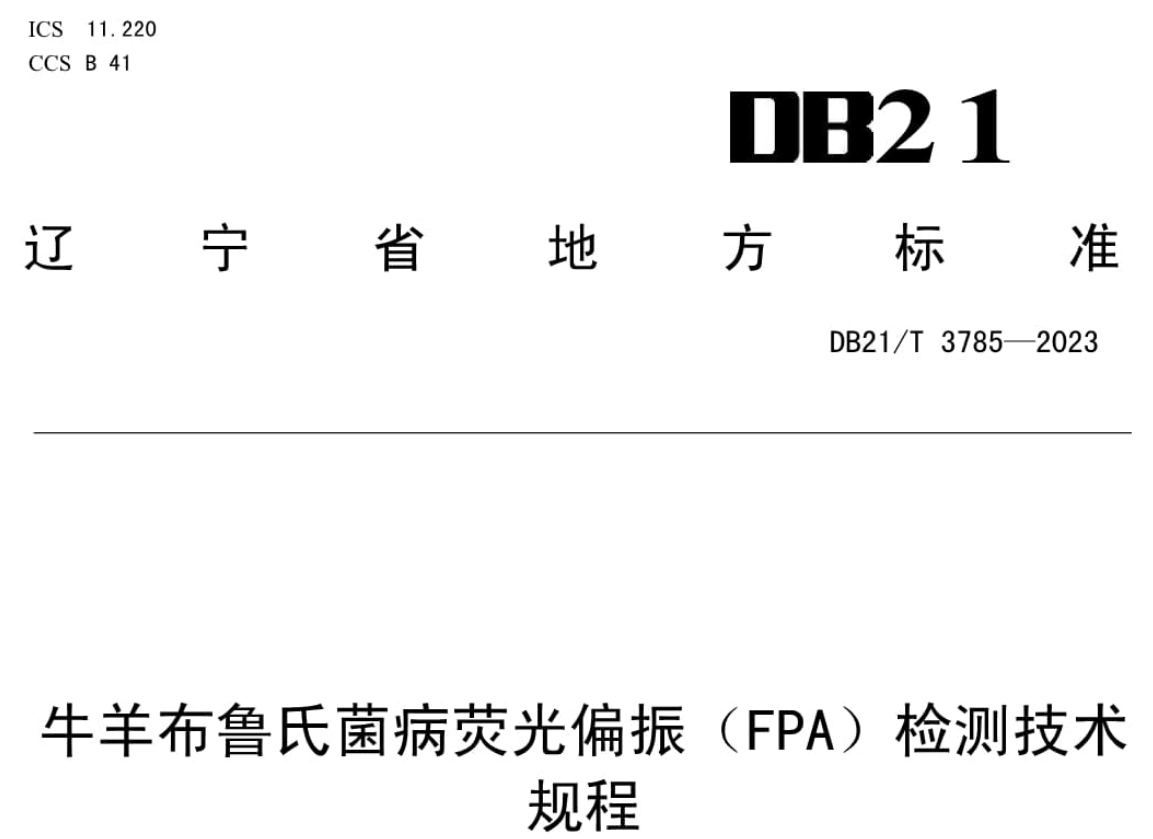 ICS 11.220
CCS B 41
DB21
辽宁省地方标准
DB21/T 3785—2023
牛羊布鲁氏菌病荧光偏振（FPA）检测技术
规程